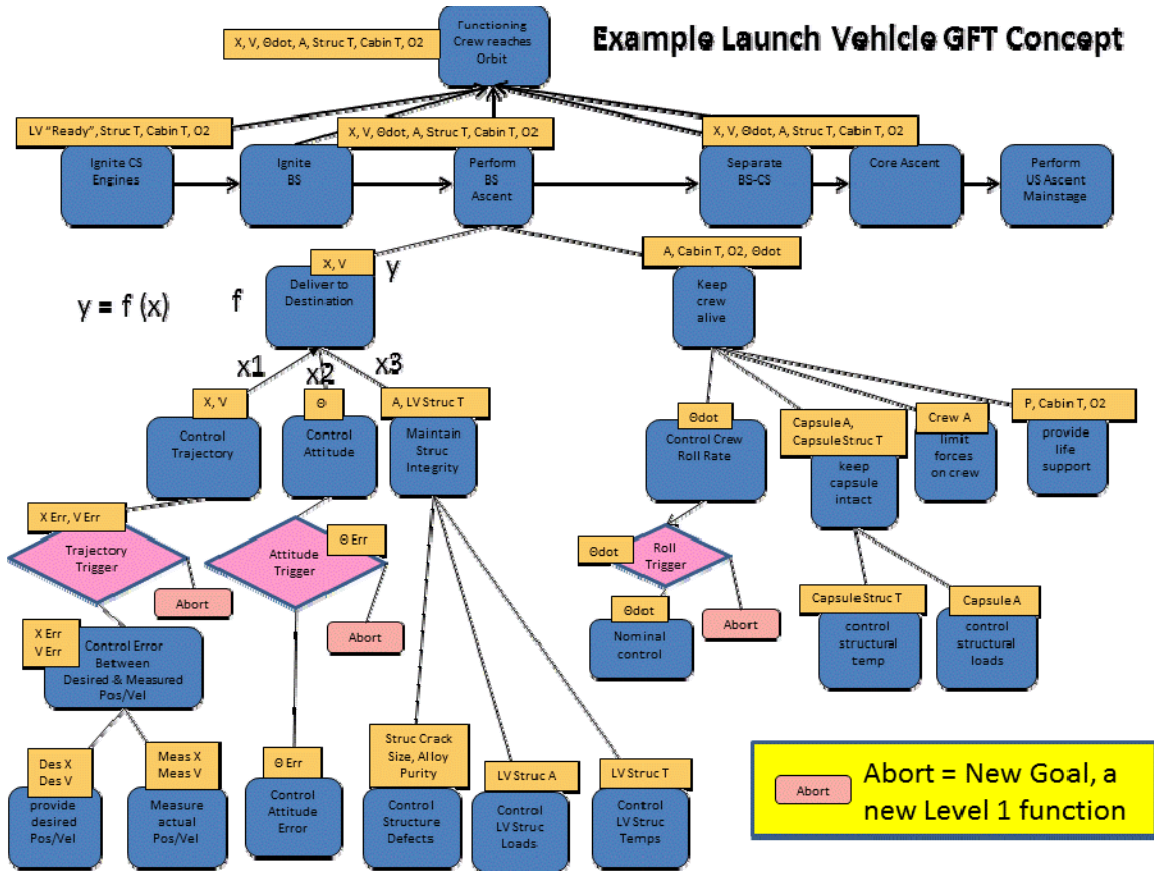 Functioning
Crew reaches
Orbit
X, V, Θdot, A, Struc T, Cabin T, O2
Example Launch Vehicle GFT Concept
LV "Ready", Struc T, Cabin T, O2
X, V, Θdot, A, Struc T, Cabin T, O2
X, V, Θdot, A, Struc T, Cabin T, O2
Ignite CS
Engines
Ignite
BS
Perform
BS
Ascent
Separate
BS-CS
Core Ascent
Perform
US Ascent
Mainstage
X, V
y
A, Cabin T, O2, Θdot
Deliver to
Destination
Keep
crew
alive
y = f (x)
f
x1
x2
x3
X, V
Θ
A, LV Struc T
Control
Trajectory
Control
Attitude
Maintain
Struc
Integrity
Θdot
Control Crew
Roll Rate
Capsule A,
Capsule Struc T
keep
capsule
intact
Crew A
limit
forces
on crew
P, Cabin T, O2
provide
life
support
X Err, V Err
Trajectory
Trigger
Abort
Θ Err
Attitude
Trigger
Abort
Θdot
Roll
Trigger
Abort
Θdot
Nominal
control
Capsule Struc T
control
structural
temp
Capsule A
control
structural
loads
X Err
V Err
Control Error
Between
Desired & Measured
Pos/Vel
Des X
Des V
provide
desired
Pos/Vel
Meas X
Meas V
Measure
actual
Pos/Vel
Θ Err
Control
Attitude
Error
Struc Crack
Size, Alloy
Purity
Control
Structure
Defects
LV Struc A
Control
LV Struc
Loads
LV Struc T
Control
LV Struc
Temps
Abort
Abort = New Goal, a
new Level 1 function